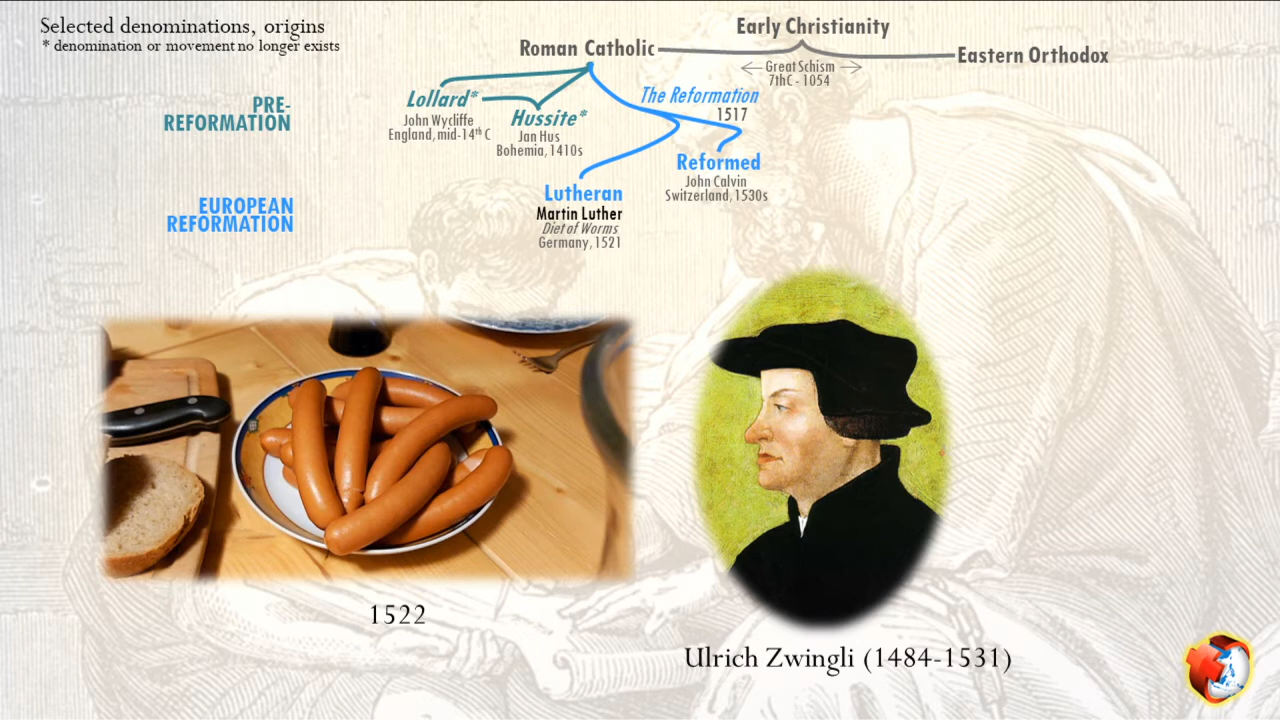 Selected denominations, origins
* denomination or movement no longer exists
Early Christianity
Roman Catholic
Eastern Orthodox
Great Schism
7thC - 1054
PRE-
REFORMATION
Lollard*
John Wycliffe
England, mid-14th C
Hussite*
Jan Hus
Bohemia, 1410s
The Reformation
1517
Reformed
John Calvin
Switzerland, 1530s
EUROPEAN
REFORMATION
Lutheran
Martin Luther
Diet of Worms
Germany, 1521
1522
Ulrich Zwingli (1484-1531)